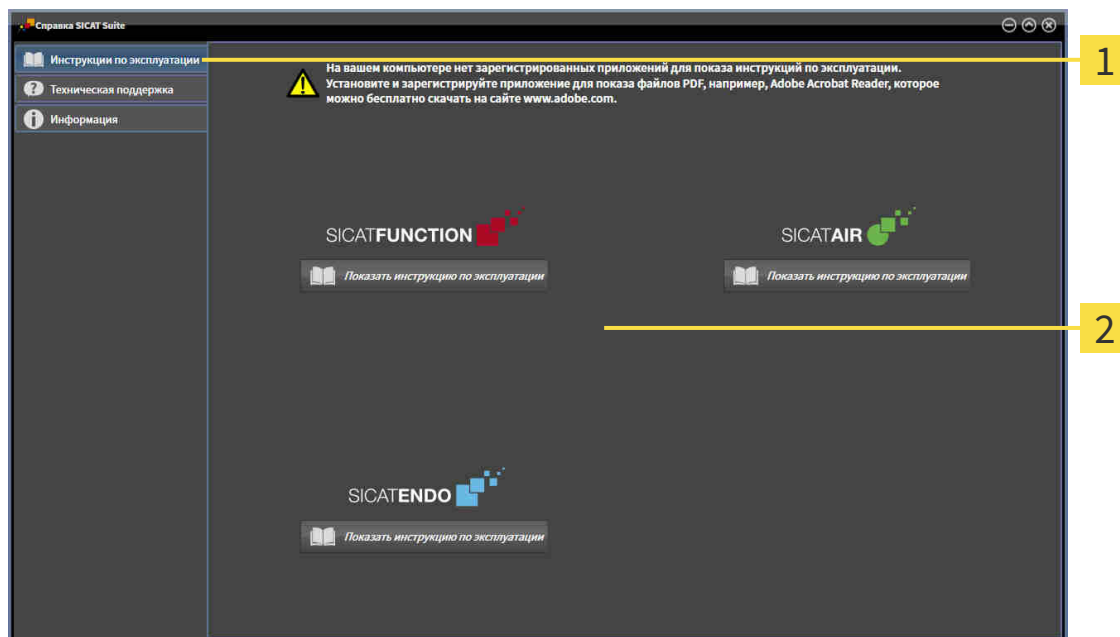 Справка SICAT Suite
Инструкции по эксплуатации
Техническая поддержка
Информация
На вашем компьютере нет зарегистрированных приложений для показа инструкций по эксплуатации.
Установите и зарегистрируйте приложение для показа файлов PDF, например, Adobe Acrobat Reader, которое
можно бесплатно скачать на сайте www.adobe.com.
SICATFUNCTION
Показать инструкцию по эксплуатации
SICATAIR
Показать инструкцию по эксплуатации
SICATENDO
Показать инструкцию по эксплуатации
1
2